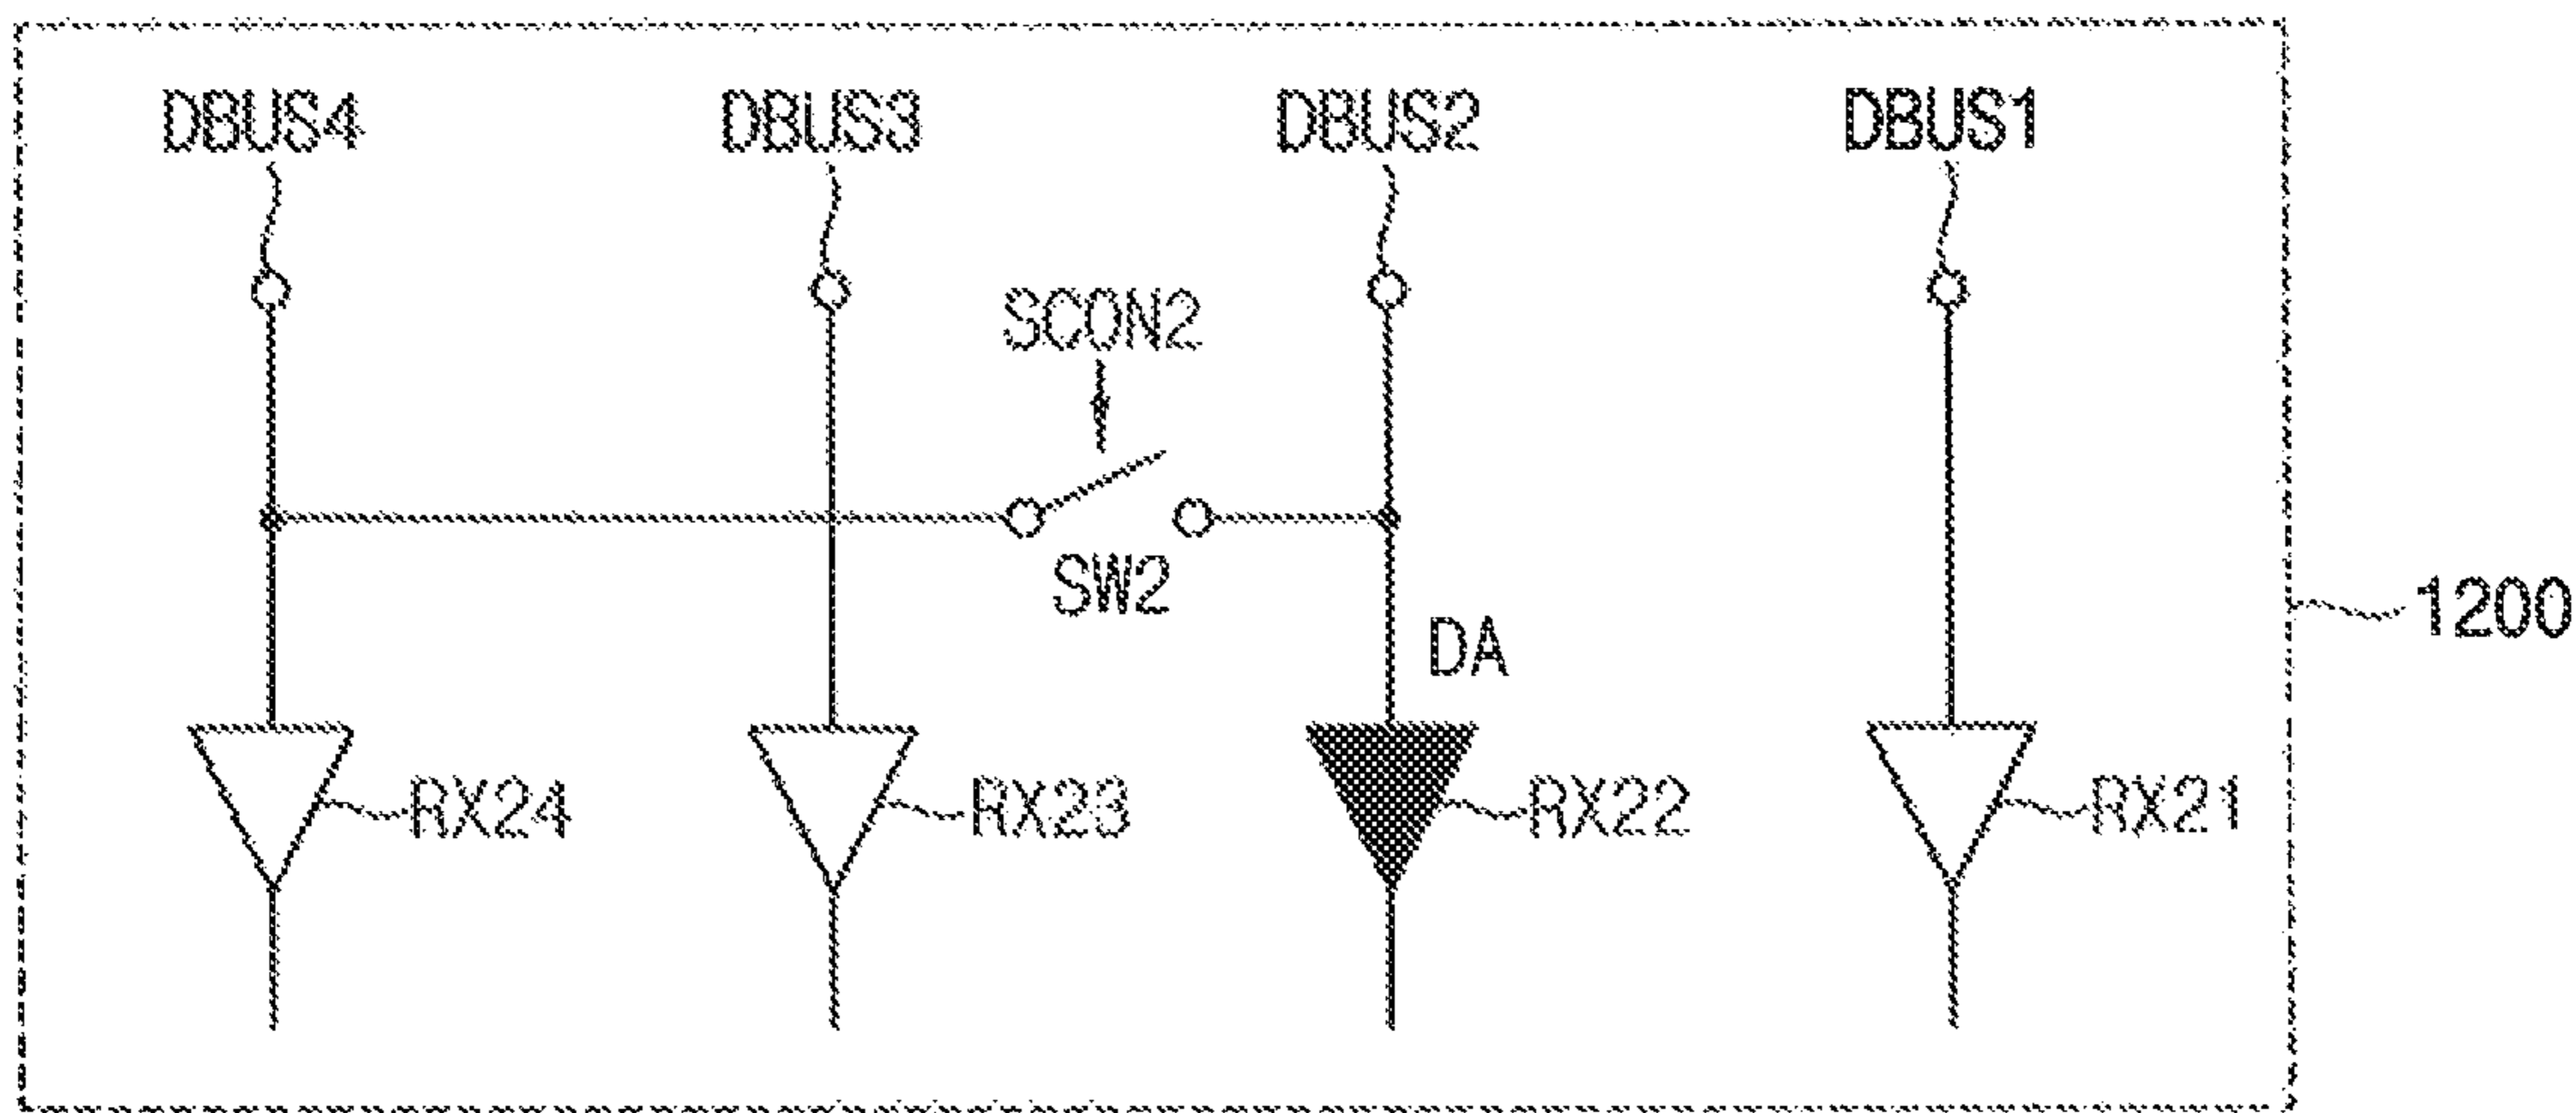 DBUS4 DBUS3 DBUS2 DBUS1
SCON2
SW2
1200
DA
RX24 RX23 RX22 RX21